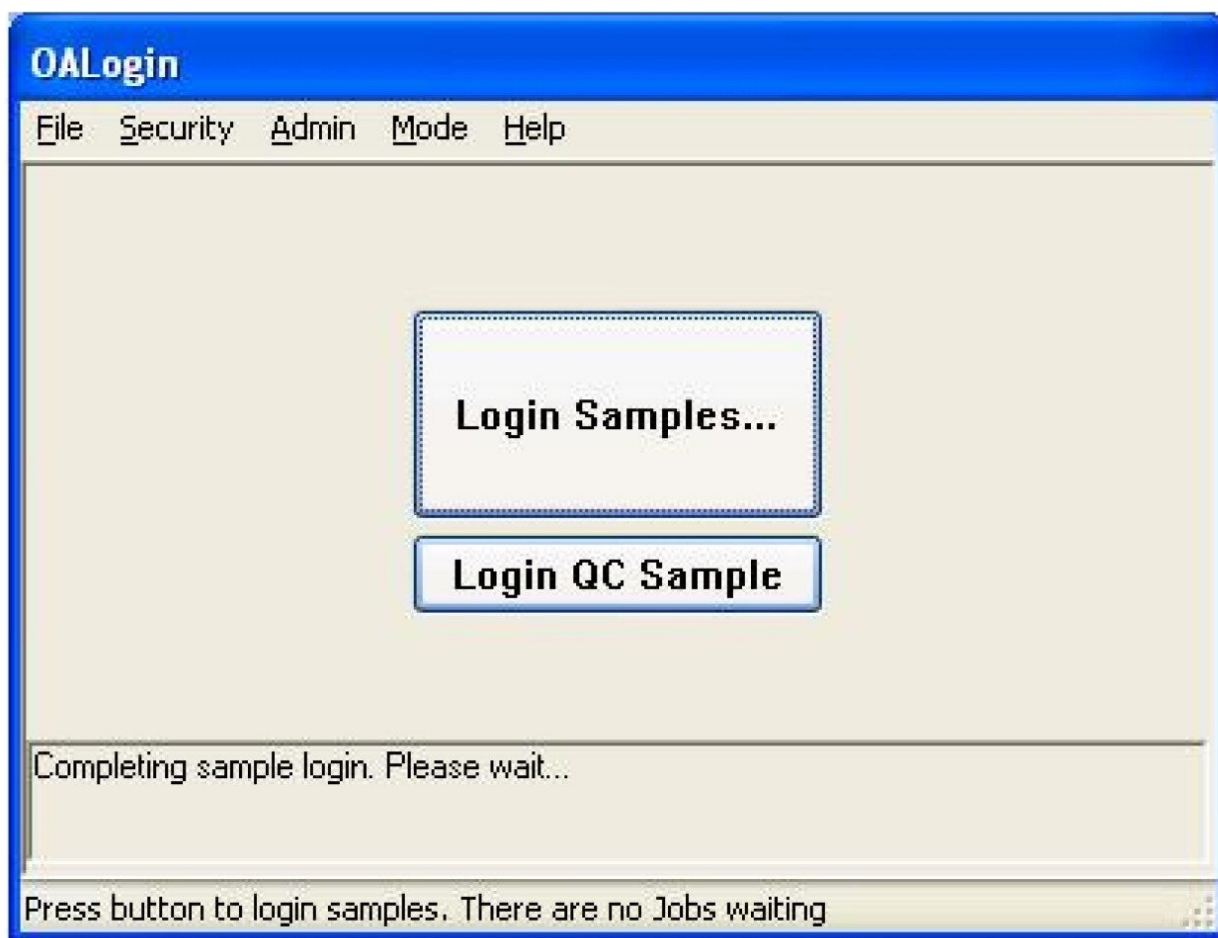 OALogin
File Security Admin Mode Help
Login Samples...
Login QC Sample
Completing sample login. Please wait...
Press button to login samples. There are no Jobs waiting